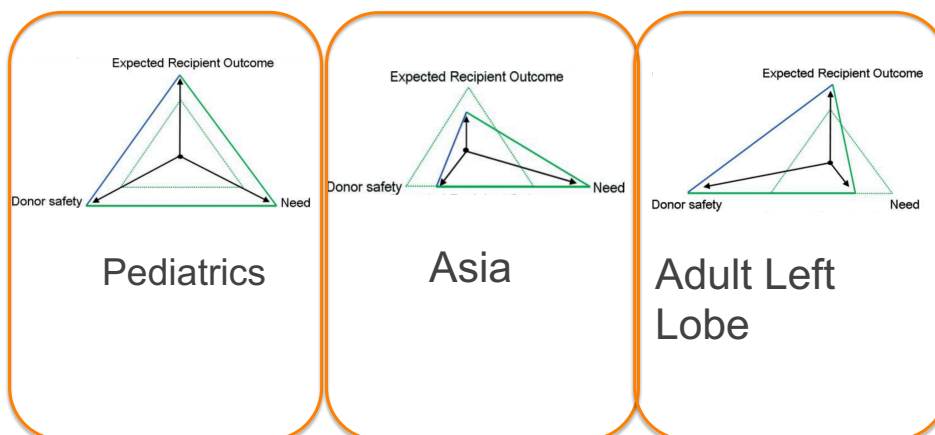 Expected Recipient Outcome
Donor safety
Need
Pediatrics
Expected Recipient Outcome
Donor safety
Need
Asia
Expected Recipient Outcome
Donor safety
Need
Adult Left
Lobe